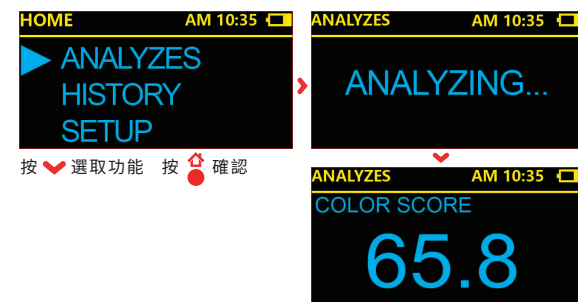 HOME AM 10:35
ANALYZES
HISTORY
SETUP
按 選取功能 按 確認
ANALYZES AM 10:35
ANALYZING...
ANALYZES AM 10:35
COLOR SCORE
65.8